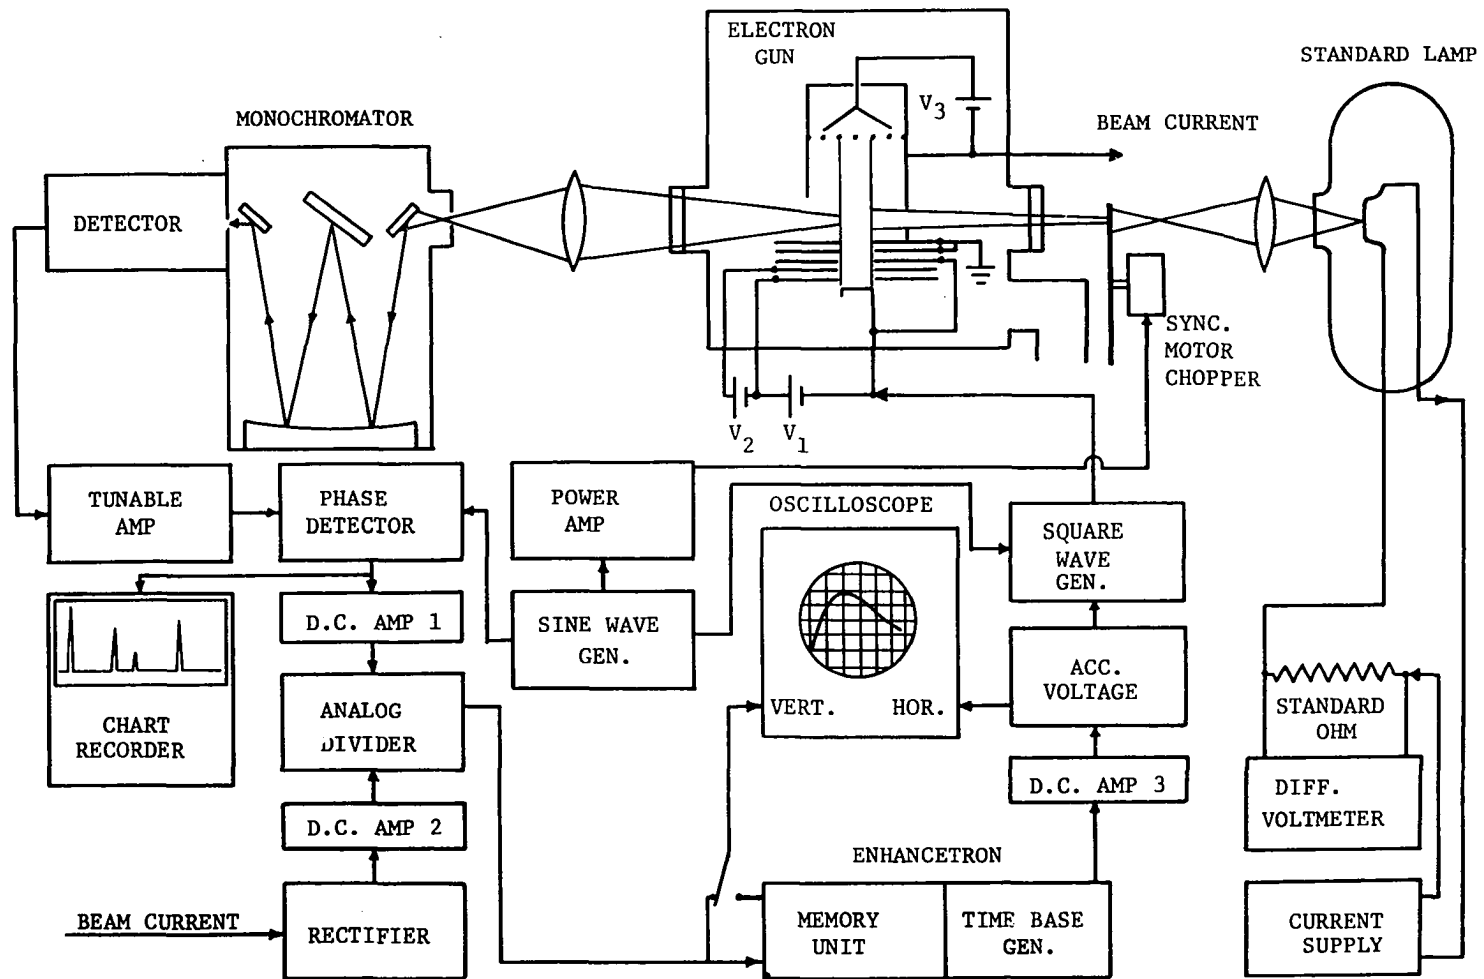 ELECTRON
GUN
STANDARD LAMP
V3
MONOCHROMATOR
BEAM CURRENT
DETECTOR
SYNC.
MOTOR
CHOPPER
V2
V1
TUNABLE
AMP
PHASE
DETECTOR
POWER
AMP
OSCILLOSCOPE
SQUARE
WAVE
GEN.
D.C. AMP 1
SINE WAVE
GEN.
ACC.
VOLTAGE
VERT.
HOR.
CHART
RECORDER
ANALOG
DIVIDER
STANDARD
OHM
D.C. AMP 3
DIFF.
VOLTMETER
D.C. AMP 2
ENHANCETRON
BEAM CURRENT
RECTIFIER
MEMORY
UNIT
TIME BASE
GEN.
CURRENT
SUPPLY